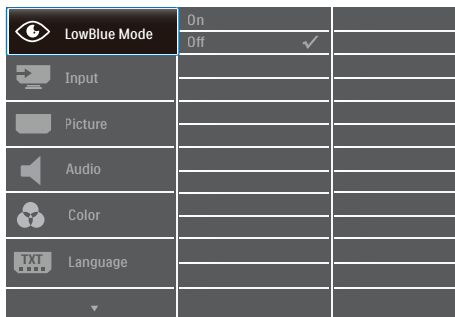 LowBlue Mode
On
Off
Input
Picture
Audio
Color
TXT
Language